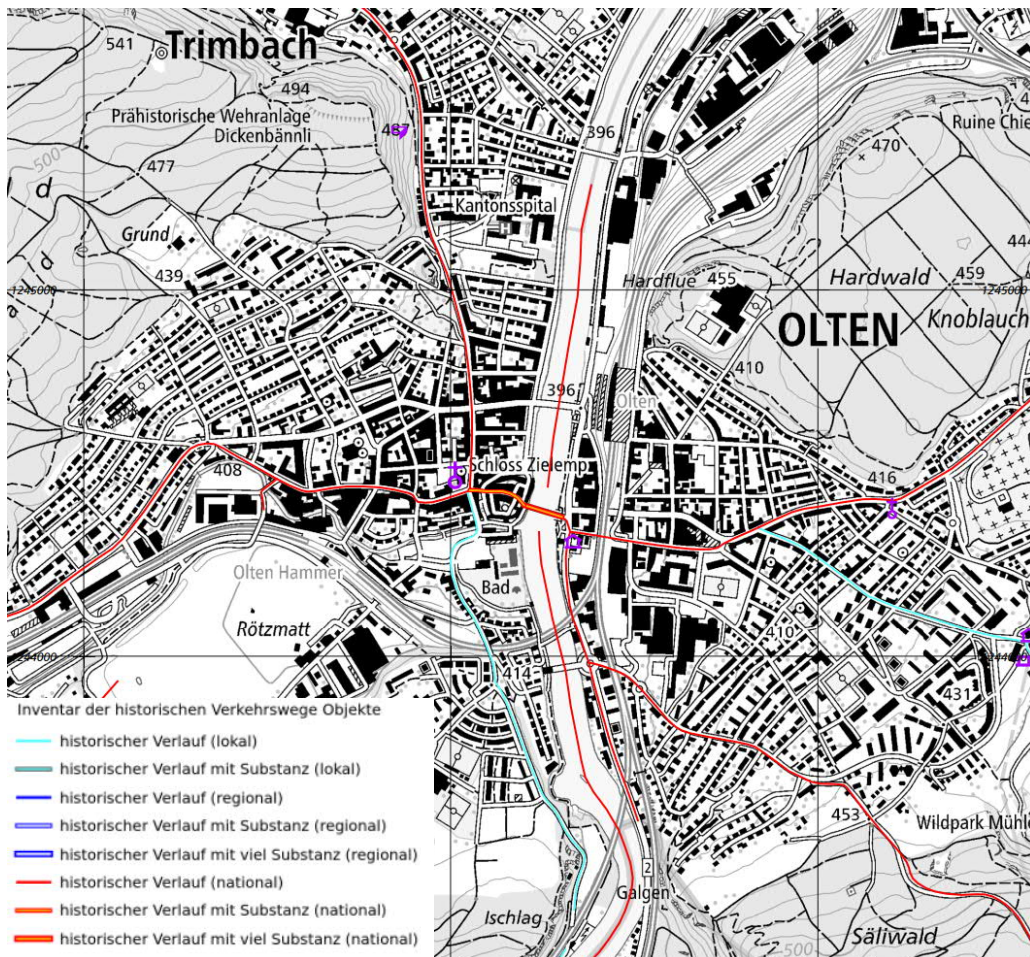 541
Trimbach
494
396
Prähistorische Wehranlage
Dickenbännli
487
Ruine Chie
470
500
477
Kantonsspital
Grund
439
Hardflue
455
Hardwald
444
459
1245000
1245000
OLTEN
Knoblauch
410
396
Olten
Schloss Zielemp
408
416
Olten Hammer
Bad
Rötzmatt
410
1244000
1244000
414
431
Inventar der historischen Verkehrswege Objekte
historischer Verlauf (lokal)
historischer Verlauf mit Substanz (lokal)
historischer Verlauf (regional)
historischer Verlauf mit Substanz (regional)
historischer Verlauf mit viel Substanz (regional)
historischer Verlauf (national)
historischer Verlauf mit Substanz (national)
historischer Verlauf mit viel Substanz (national)
453
Wildpark Mühle
2
Galgen
Ischlag
Säliwald
500